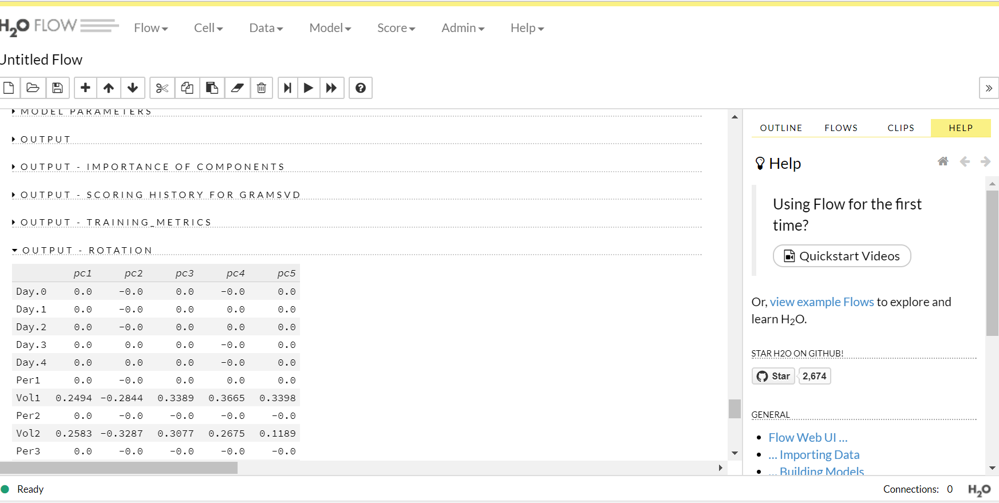 H2O FLOW Flow Cell Data Model Score Admin Help
Untitled Flow
MODEL PARAMETERS
OUTPUT
OUTPUT - IMPORTANCE OF COMPONENTS
OUTPUT - SCORING HISTORY FOR GRAMSVD
OUTPUT - TRAINING_METRICS
OUTPUT - ROTATION
pc1 pc2 pc3 pc4 pc5
Day.0 0.0 -0.0 0.0 -0.0 0.0
Day.1 0.0 -0.0 0.0 0.0 0.0
Day.2 0.0 -0.0 0.0 0.0 0.0
Day.3 0.0 0.0 0.0 -0.0 0.0
Day.4 0.0 0.0 0.0 -0.0 0.0
Per1 0.0 -0.0 0.0 0.0 0.0
Vol1 0.2494 -0.2844 0.3389 0.3665 0.3398
Per2 0.0 -0.0 -0.0 -0.0 -0.0
Vol2 0.2583 -0.3287 0.3077 0.2675 0.1189
Per3 0.0 -0.0 -0.0 -0.0 -0.0
OUTLINE FLOWS CLIPS HELP
Help
Using Flow for the first
time?
Quickstart Videos
Or, view example Flows to explore and
learn H2O.
STAR H2O ON GITHUB!
Star 2,674
GENERAL
Flow Web UI ...
... Importing Data
... Building Models
Ready
Connections: 0 H2O